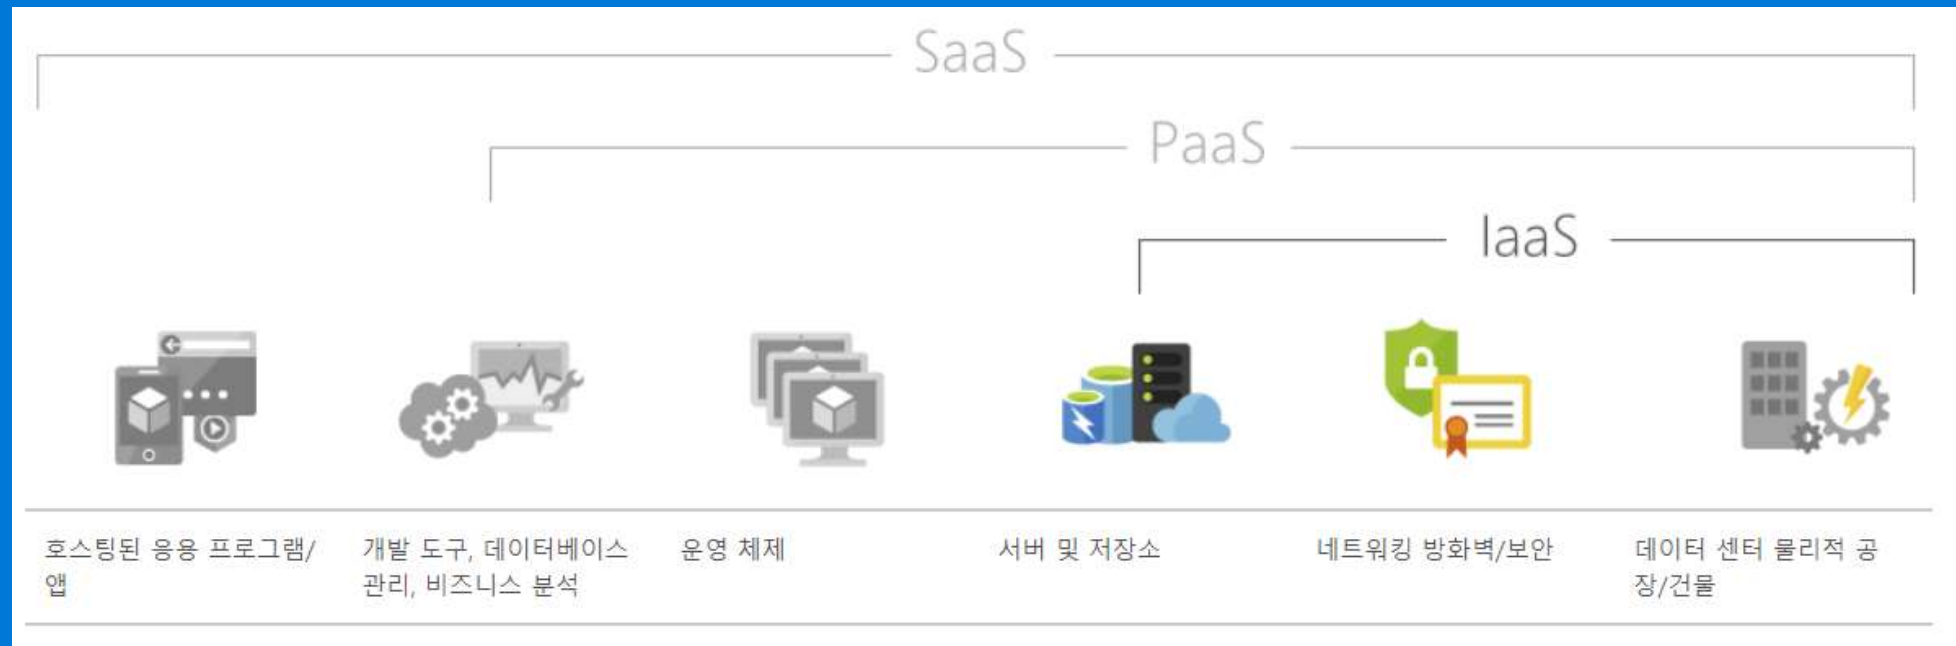 SaaS
PaaS
IaaS
호스팅된 응용 프로그램/
앱
개발 도구, 데이터베이스
관리, 비즈니스 분석
운영 체제
서버 및 저장소
네트워킹 방화벽/보안
데이터 센터 물리적 공
장/건물